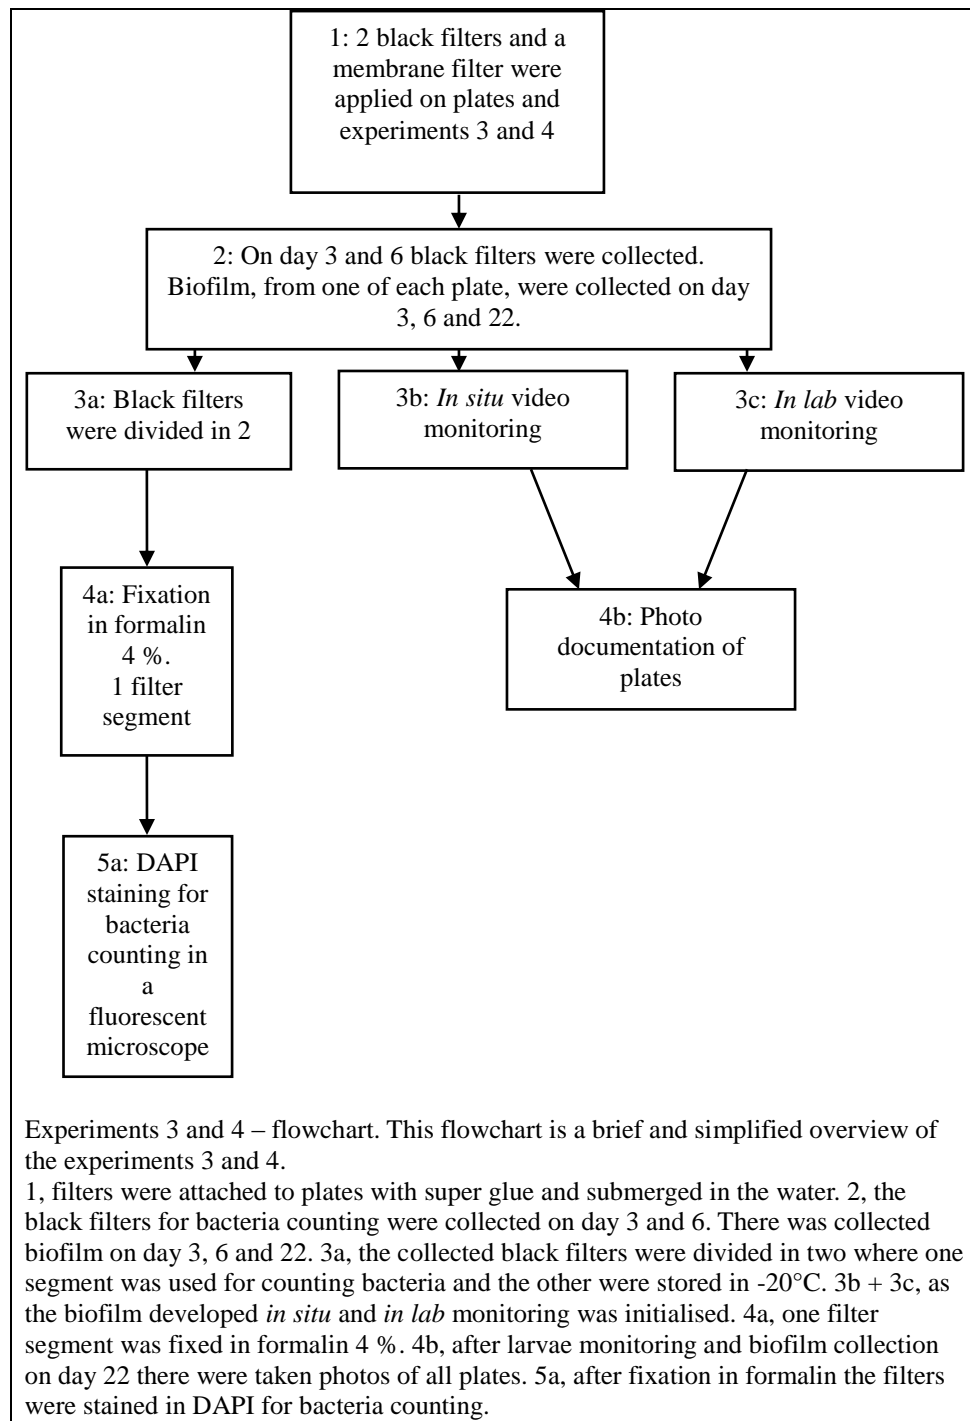 1: 2 black filters and a
membrane filter were
applied on plates and
experiments 3 and 4
2: On day 3 and 6 black filters were collected.
Biofilm, from one of each plate, were collected on day
3, 6 and 22.
3a: Black filters
were divided in 2
3b: In situ video
monitoring
3c: In lab video
monitoring
4a: Fixation
in formalin
4 %.
1 filter
segment
4b: Photo
documentation of
plates
5a: DAPI
staining for
bacteria
counting in
a
fluorescent
microscope
Experiments 3 and 4 – flowchart. This flowchart is a brief and simplified overview of
the experiments 3 and 4.
1, filters were attached to plates with super glue and submerged in the water. 2, the
black filters for bacteria counting were collected on day 3 and 6. There was collected
biofilm on day 3, 6 and 22. 3a, the collected black filters were divided in two where one
segment was used for counting bacteria and the other were stored in -20°C. 3b + 3c, as
the biofilm developed in situ and in lab monitoring was initialised. 4a, one filter
segment was fixed in formalin 4 %. 4b, after larvae monitoring and biofilm collection
on day 22 there were taken photos of all plates. 5a, after fixation in formalin the filters
were stained in DAPI for bacteria counting.